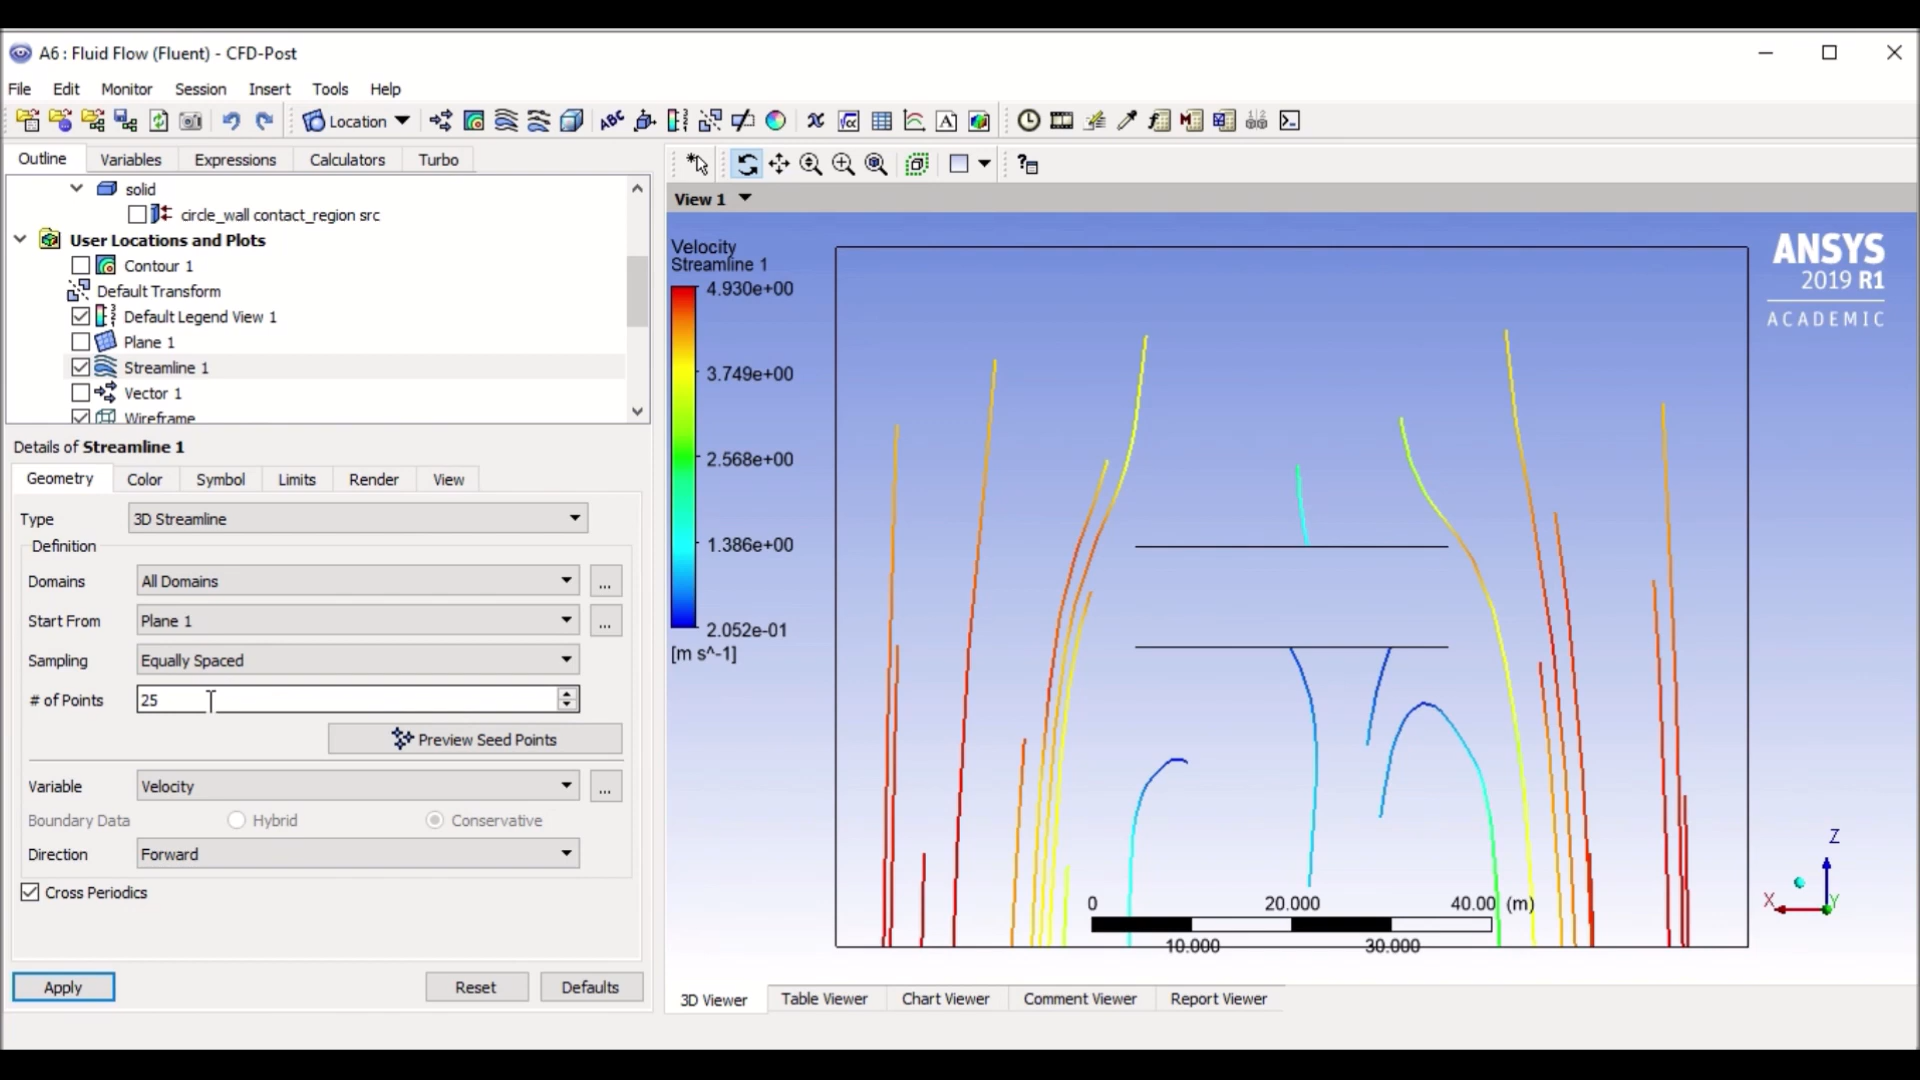 A6 : Fluid Flow (Fluent) - CFD-Post
File Edit Monitor Session Insert Tools Help
Location
Outline Variables Expressions Calculators Turbo
solid
circle_wall contact_region src
User Locations and Plots
Contour 1
Default Transform
Default Legend View 1
Plane 1
Streamline 1
Vector 1
Wireframe
Details of Streamline 1
Geometry Color Symbol Limits Render View
Type 3D Streamline
Definition
Domains All Domains ...
Start From Plane 1 ...
Sampling Equally Spaced
# of Points 25
Preview Seed Points
Variable Velocity ...
Boundary Data Hybrid Conservative
Direction Forward
Cross Periodics
Apply Reset Defaults
View 1
Velocity
Streamline 1
4.930e+00
3.749e+00
2.568e+00
1.386e+00
2.052e-01
[m s^-1]
ANSYS
2019 R1
ACADEMIC
0 20.000 40.00 (m)
10.000 30.000
Z
X Y
3D Viewer Table Viewer Chart Viewer Comment Viewer Report Viewer